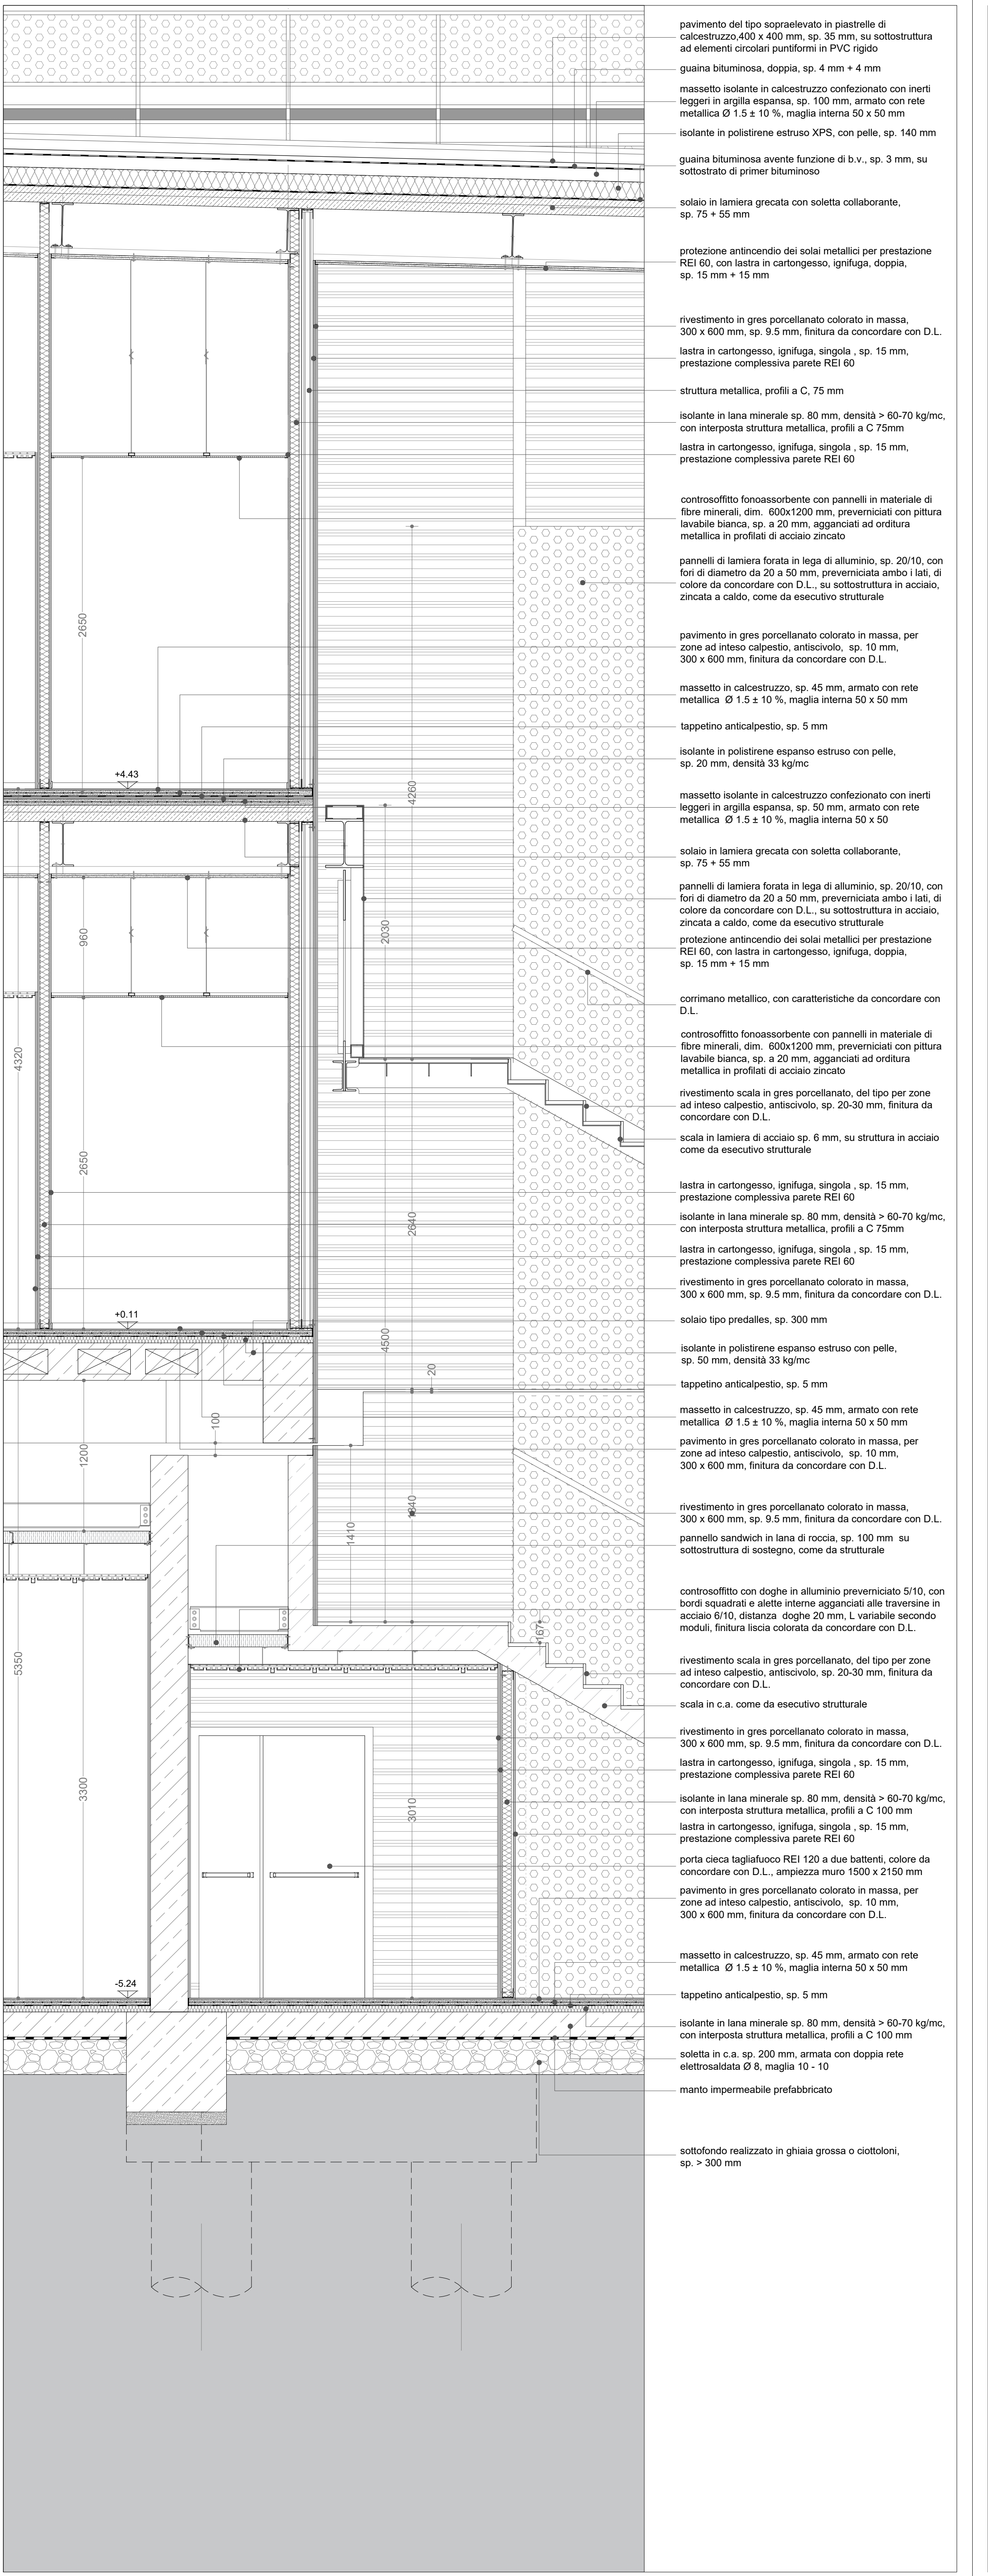 pavimento del tipo sopraelevato in piastrelle di
calcestruzzo,400 x 400 mm, sp. 35 mm, su sottostruttura
ad elementi circolari puntiformi in PVC rigido
guaina bituminosa, doppia, sp. 4 mm + 4 mm
massetto isolante in calcestruzzo confezionato con inerti
leggeri in argilla espansa, sp. 100 mm, armato con rete
metallica Ø 1.5 ± 10 %, maglia interna 50 x 50 mm
isolante in polistirene estruso XPS, con pelle, sp. 140 mm
guaina bituminosa avente funzione di b.v., sp. 3 mm, su
sottostrato di primer bituminoso
solaio in lamiera grecata con soletta collaborante,
sp. 75 + 55 mm
protezione antincendio dei solai metallici per prestazione
REI 60, con lastra in cartongesso, ignifuga, doppia,
sp. 15 mm + 15 mm
rivestimento in gres porcellanato colorato in massa,
300 x 600 mm, sp. 9.5 mm, finitura da concordare con D.L.
lastra in cartongesso, ignifuga, singola , sp. 15 mm,
prestazione complessiva parete REI 60
struttura metallica, profili a C, 75 mm
isolante in lana minerale sp. 80 mm, densità > 60-70 kg/mc,
con interposta struttura metallica, profili a C 75mm
lastra in cartongesso, ignifuga, singola , sp. 15 mm,
prestazione complessiva parete REI 60
controsoffitto fonoassorbente con pannelli in materiale di
fibre minerali, dim.  600x1200 mm, preverniciati con pittura
lavabile bianca, sp. a 20 mm, agganciati ad orditura
metallica in profilati di acciaio zincato
pannelli di lamiera forata in lega di alluminio, sp. 20/10, con
fori di diametro da 20 a 50 mm, preverniciata ambo i lati, di
colore da concordare con D.L., su sottostruttura in acciaio,
zincata a caldo, come da esecutivo strutturale
2650
pavimento in gres porcellanato colorato in massa, per
zone ad inteso calpestio, antiscivolo,  sp. 10 mm,
300 x 600 mm, finitura da concordare con D.L.
massetto in calcestruzzo, sp. 45 mm, armato con rete
metallica  Ø 1.5 ± 10 %, maglia interna 50 x 50 mm
tappetino anticalpestio, sp. 5 mm
isolante in polistirene espanso estruso con pelle,
sp. 20 mm, densità 33 kg/mc
+4.43
4260
massetto isolante in calcestruzzo confezionato con inerti
leggeri in argilla espansa, sp. 50 mm, armato con rete
metallica  Ø 1.5 ± 10 %, maglia interna 50 x 50
solaio in lamiera grecata con soletta collaborante,
sp. 75 + 55 mm
pannelli di lamiera forata in lega di alluminio, sp. 20/10, con
fori di diametro da 20 a 50 mm, preverniciata ambo i lati, di
colore da concordare con D.L., su sottostruttura in acciaio,
zincata a caldo, come da esecutivo strutturale
960
2030
protezione antincendio dei solai metallici per prestazione
REI 60, con lastra in cartongesso, ignifuga, doppia,
sp. 15 mm + 15 mm
corrimano metallico, con caratteristiche da concordare con
D.L.
4320
controsoffitto fonoassorbente con pannelli in materiale di
fibre minerali, dim.  600x1200 mm, preverniciati con pittura
lavabile bianca, sp. a 20 mm, agganciati ad orditura
metallica in profilati di acciaio zincato
rivestimento scala in gres porcellanato, del tipo per zone
ad inteso calpestio, antiscivolo, sp. 20-30 mm, finitura da
concordare con D.L.
scala in lamiera di acciaio sp. 6 mm, su struttura in acciaio
come da esecutivo strutturale
2650
lastra in cartongesso, ignifuga, singola , sp. 15 mm,
prestazione complessiva parete REI 60
2640
isolante in lana minerale sp. 80 mm, densità > 60-70 kg/mc,
con interposta struttura metallica, profili a C 75mm
lastra in cartongesso, ignifuga, singola , sp. 15 mm,
prestazione complessiva parete REI 60
rivestimento in gres porcellanato colorato in massa,
300 x 600 mm, sp. 9.5 mm, finitura da concordare con D.L.
+0.11
solaio tipo predalles, sp. 300 mm
4500
isolante in polistirene espanso estruso con pelle,
sp. 50 mm, densità 33 kg/mc
20
tappetino anticalpestio, sp. 5 mm
massetto in calcestruzzo, sp. 45 mm, armato con rete
metallica  Ø 1.5 ± 10 %, maglia interna 50 x 50 mm
100
1200
pavimento in gres porcellanato colorato in massa, per
zone ad inteso calpestio, antiscivolo,  sp. 10 mm,
300 x 600 mm, finitura da concordare con D.L.
1840
1410
rivestimento in gres porcellanato colorato in massa,
300 x 600 mm, sp. 9.5 mm, finitura da concordare con D.L.
pannello sandwich in lana di roccia, sp. 100 mm  su
sottostruttura di sostegno, come da strutturale
controsoffitto con doghe in alluminio preverniciato 5/10, con
bordi squadrati e alette interne agganciati alle traversine in
acciaio 6/10, distanza  doghe 20 mm, L variabile secondo
moduli, finitura liscia colorata da concordare con D.L.
167
5350
rivestimento scala in gres porcellanato, del tipo per zone
ad inteso calpestio, antiscivolo, sp. 20-30 mm, finitura da
concordare con D.L.
scala in c.a. come da esecutivo strutturale
rivestimento in gres porcellanato colorato in massa,
300 x 600 mm, sp. 9.5 mm, finitura da concordare con D.L.
lastra in cartongesso, ignifuga, singola , sp. 15 mm,
prestazione complessiva parete REI 60
3300
3010
isolante in lana minerale sp. 80 mm, densità > 60-70 kg/mc,
con interposta struttura metallica, profili a C 100 mm
lastra in cartongesso, ignifuga, singola , sp. 15 mm,
prestazione complessiva parete REI 60
porta cieca tagliafuoco REI 120 a due battenti, colore da
concordare con D.L., ampiezza muro 1500 x 2150 mm
pavimento in gres porcellanato colorato in massa, per
zone ad inteso calpestio, antiscivolo,  sp. 10 mm,
300 x 600 mm, finitura da concordare con D.L.
massetto in calcestruzzo, sp. 45 mm, armato con rete
metallica  Ø 1.5 ± 10 %, maglia interna 50 x 50 mm
-5.24
tappetino anticalpestio, sp. 5 mm
isolante in lana minerale sp. 80 mm, densità > 60-70 kg/mc,
con interposta struttura metallica, profili a C 100 mm
soletta in c.a. sp. 200 mm, armata con doppia rete
elettrosaldata Ø 8, maglia 10 - 10
manto impermeabile prefabbricato
sottofondo realizzato in ghiaia grossa o ciottoloni,
sp. > 300 mm